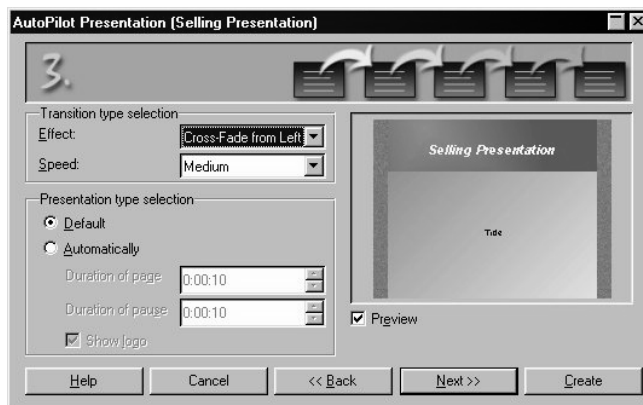 AutoPilot Presentation (Selling Presentation)
3.
Transition type selection
Effect:
Cross-Fade from Left
Speed:
Medium
Presentation type selection
Default
Automatically
Duration of page
0:00:10
Duration of pause
0:00:10
Show logo
Selling Presentation
Title
Preview
Help
Cancel
<< Back
Next >>
Create